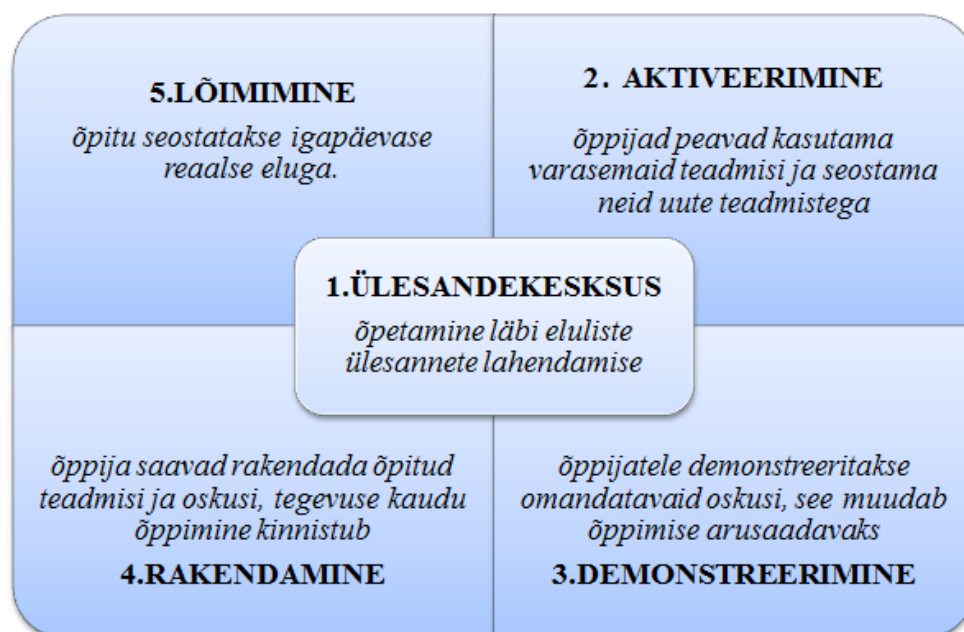 5.LÕIMIMINE
õpitu seostatakse igapäevase
reaalse eluga.
2. AKTIVEERIMINE
õppijad peavad kasutama
varasemaid teadmisi ja seostama
neid uute teadmistega
1.ÜLESANDEKESKSUS
õpetamine läbi eluliste
ülesannete lahendamise
õppija saavad rakendada õpitud
teadmisi ja oskusi, tegevuse kaudu
õppimine kinnistub
4.RAKENDAMINE
õppijatele demonstreeritakse
omandatavaid oskusi, see muudab
õppimise arusaadavaks
3.DEMONSTREERIMINE